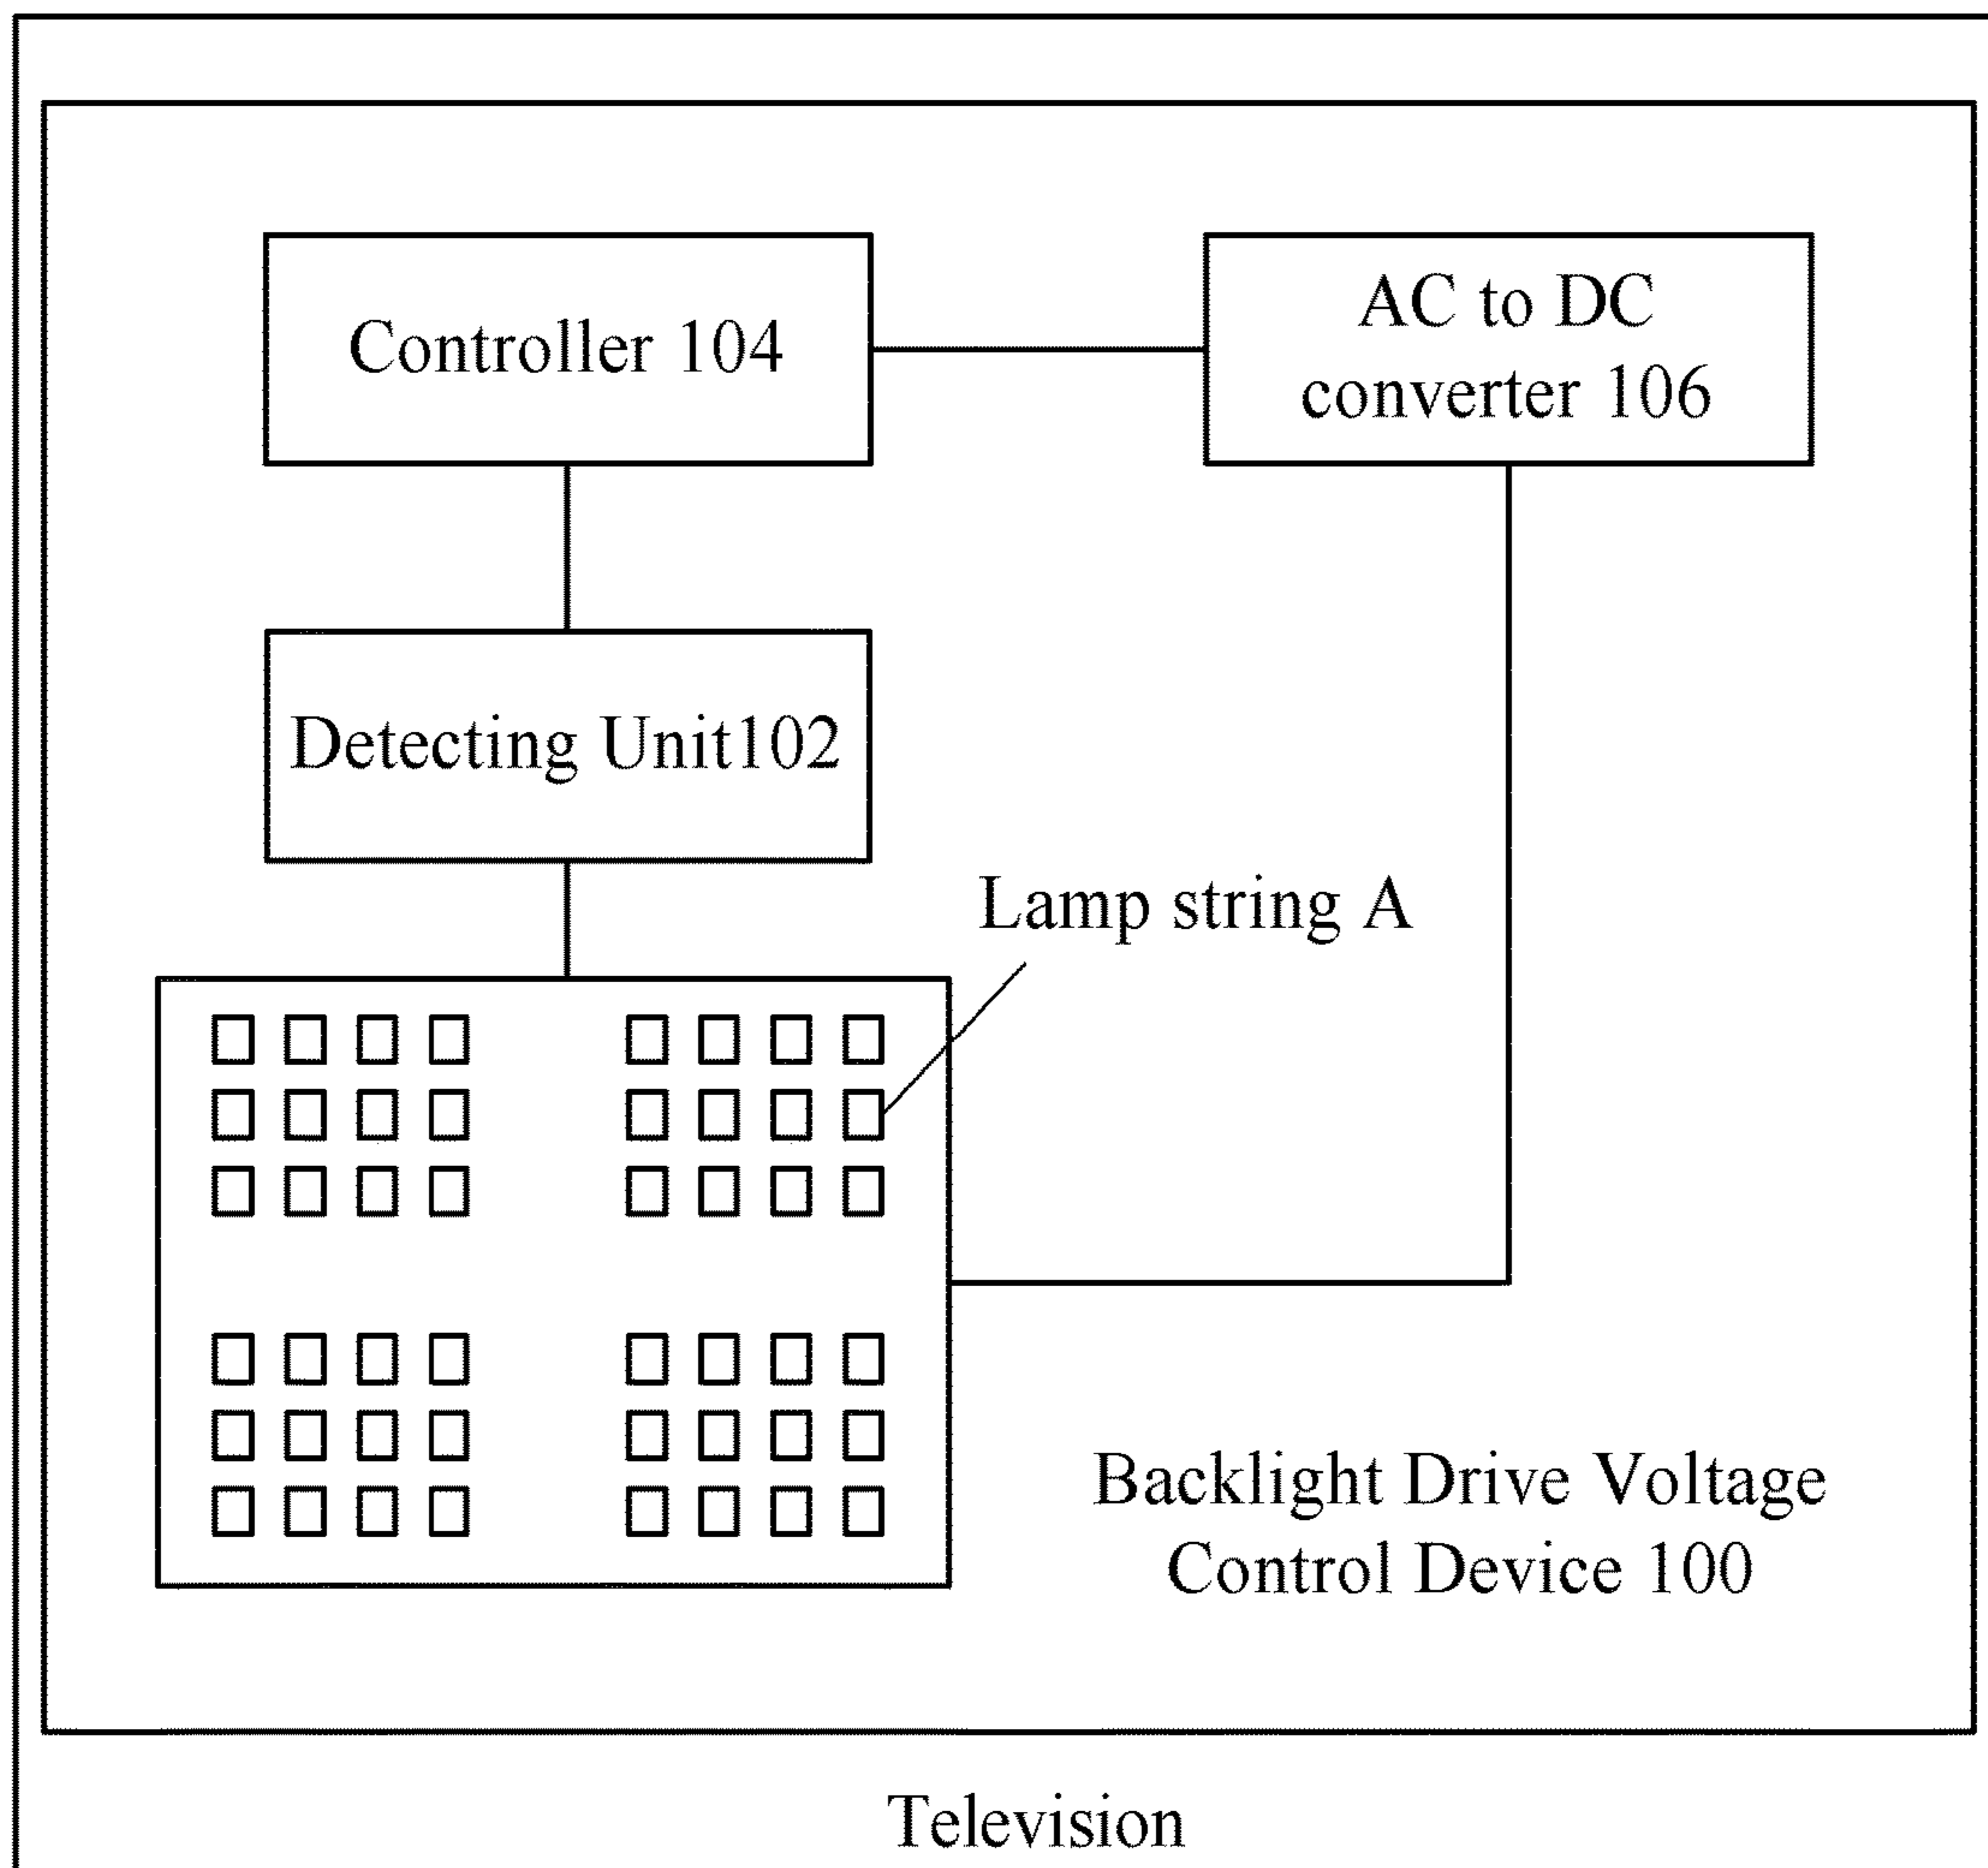 Controller 104
AC to DC
converter 106
Detecting Unit102
Lamp string A
Backlight Drive Voltage
Control Device 100
Television